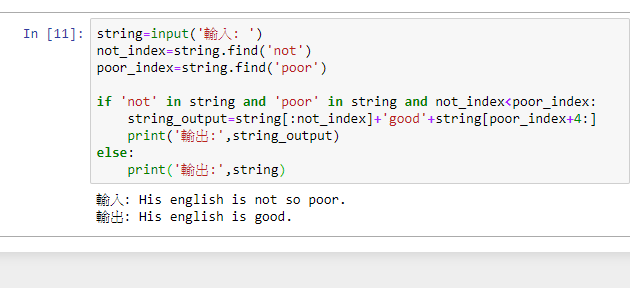 In [11]: string=input('輸入: ')
not_index=string.find('not')
poor_index=string.find('poor')
if 'not' in string and 'poor' in string and not_index<poor_index:
string_output=string[:not_index]+'good'+string[poor_index+4:]
print('輸出:',string_output)
else:
print('輸出:',string)
輸入: His english is not so poor.
輸出: His english is good.